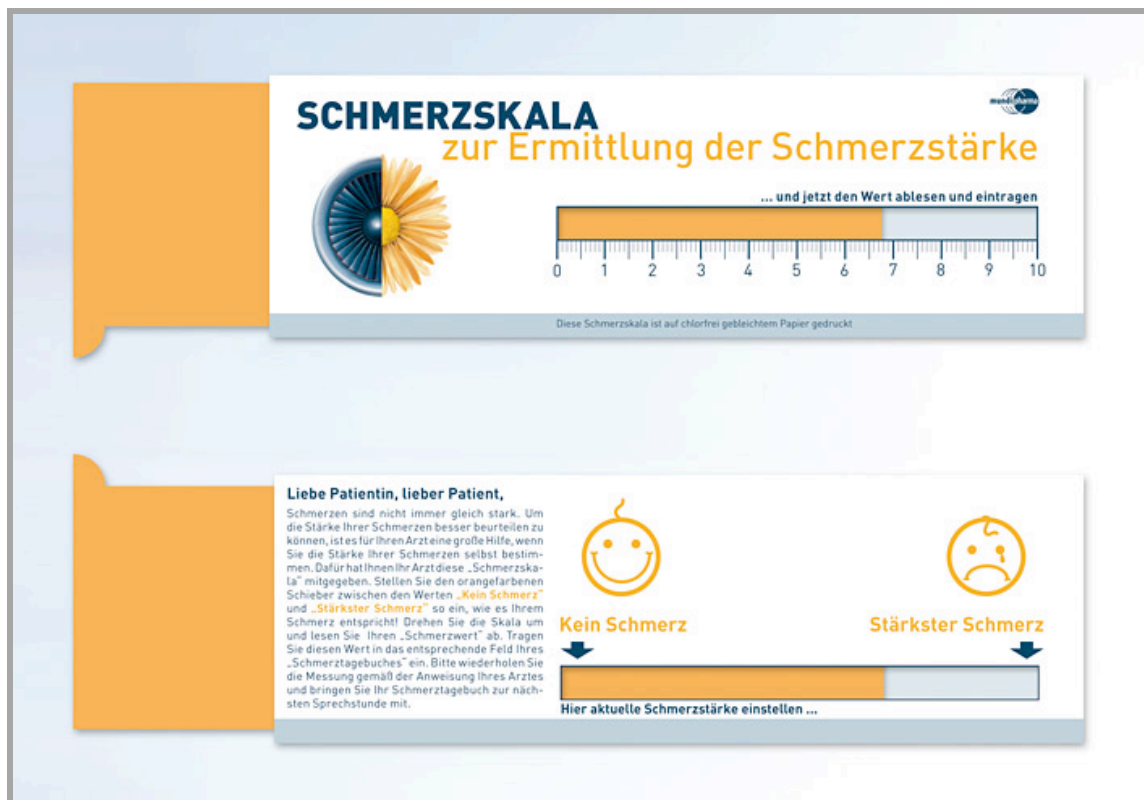 SCHMERZSKALA
mundipharma
zur Ermittlung der Schmerzstärke
... und jetzt den Wert ablesen und eintragen
0 1 2 3 4 5 6 7 8 9 10
Diese Schmerzskala ist auf chlorfrei gebleichtem Papier gedruckt
Liebe Patientin, lieber Patient,
Schmerzen sind nicht immer gleich stark. Um
die Stärke Ihrer Schmerzen besser beurteilen zu
können, ist es für Ihren Arzt eine große Hilfe, wenn
Sie die Stärke Ihrer Schmerzen selbst bestim-
men. Dafür hat Ihnen Ihr Arzt diese „Schmerzska-
la" mitgegeben. Stellen Sie den orangefarbenen
Schieber zwischen den Werten „Kein Schmerz"
und „Stärkster Schmerz" so ein, wie es Ihrem
Schmerz entspricht! Drehen Sie die Skala um
und lesen Sie Ihren „Schmerzwert" ab. Tragen
Sie diesen Wert in das entsprechende Feld Ihres
„Schmerztagebuches" ein. Bitte wiederholen Sie
die Messung gemäß der Anweisung Ihres Arztes
und bringen Sie Ihr Schmerztagebuch zur näch-
sten Sprechstunde mit.
Kein Schmerz
Stärkster Schmerz
Hier aktuelle Schmerzstärke einstellen ...